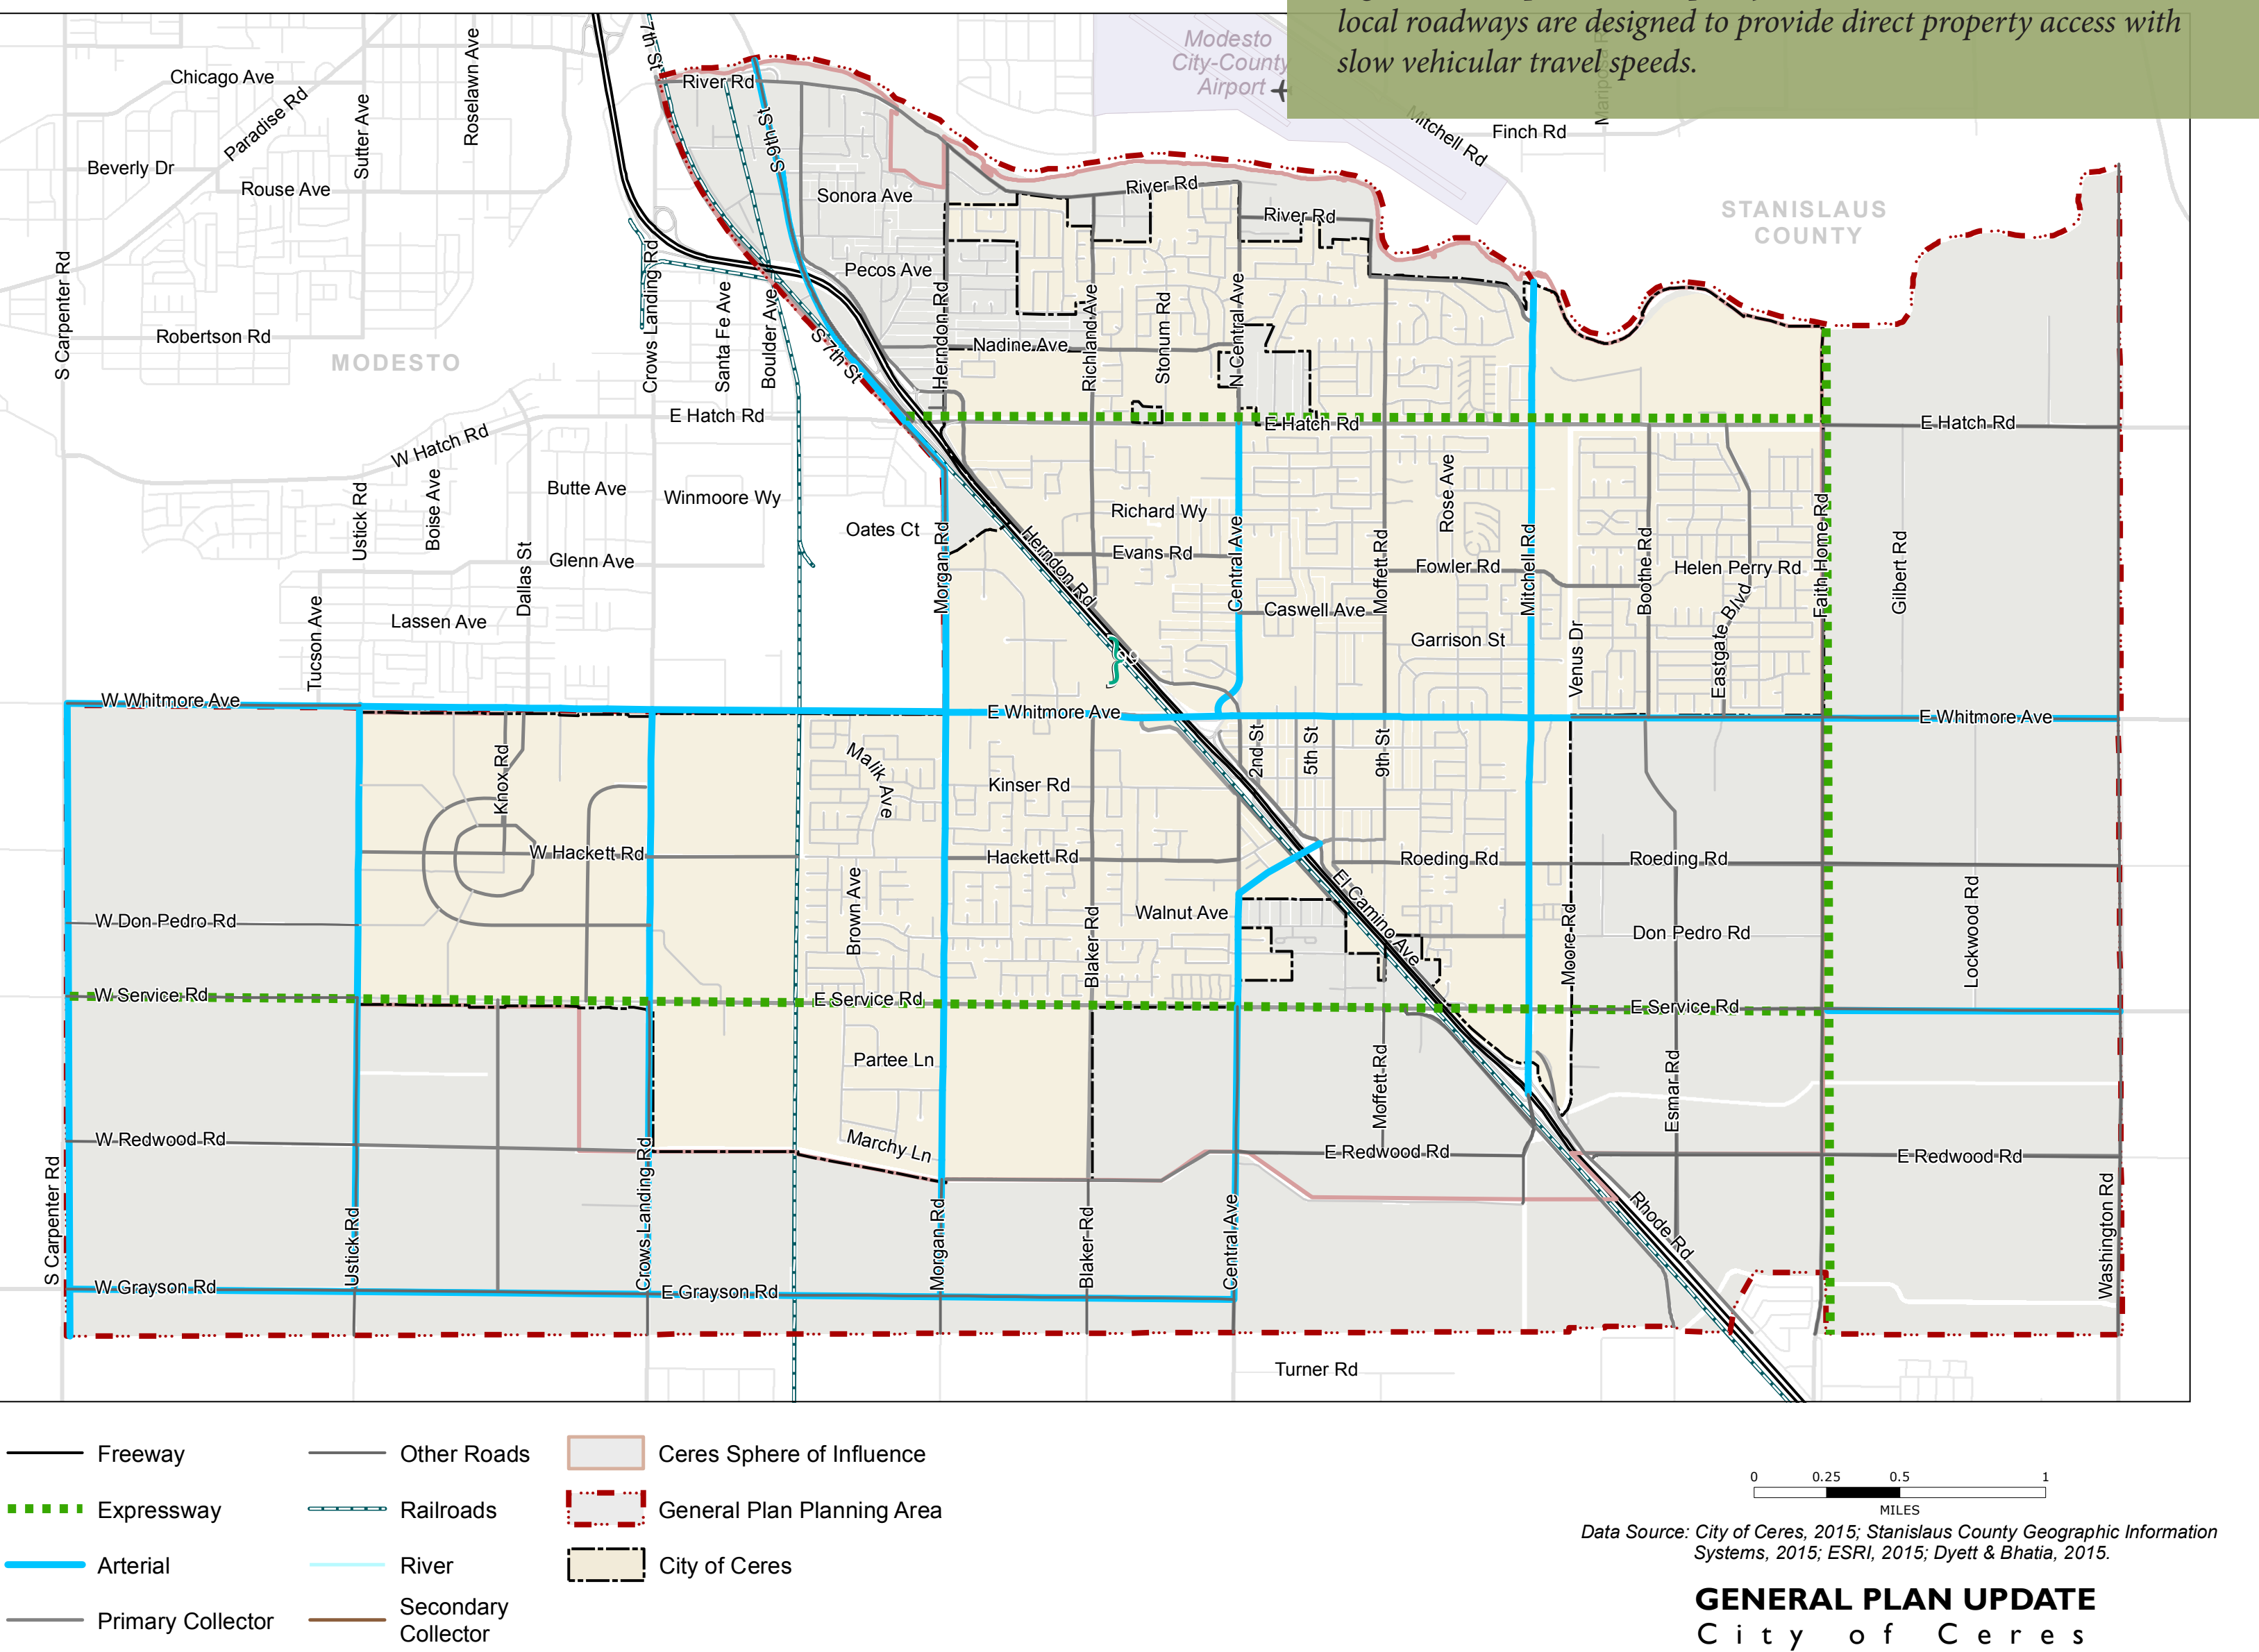 local roadways are designed to provide direct property access with
slow vehicular travel speeds.
Modesto
City-County
Airport
Chicago Ave
Paradise Rd
Sutter Ave
Roselawn Ave
Beverly Dr
Rouse Ave
7th St
River Rd
S 9th St
Sonora Ave
Pecos Ave
River Rd
River Rd
Mitchell Rd
Finch Rd
STANISLAUS
COUNTY
S Carpenter Rd
Robertson Rd
MODESTO
Crows Landing Rd
Santa Fe Ave
Boulder Ave
S 7th St
Herndon Rd
Nadine Ave
Richland Ave
Stonum Rd
N Central Ave
E Hatch Rd
E Hatch Rd
E Hatch Rd
W Hatch Rd
Ustick Rd
Boise Ave
Butte Ave
Winmoore Wy
Oates Ct
Glenn Ave
Dallas St
Lassen Ave
Tucson Ave
Morgan Rd
Herndon Rd
Richard Wy
Evans Rd
Central Ave
Caswell Ave
Moffett Rd
Rose Ave
Fowler Rd
Garrison St
Mitchell Rd
Venus Dr
Boothe Rd
Helen Perry Rd
Eastgate Blvd
Faith Home Rd
Gilbert Rd
W Whitmore Ave
E Whitmore Ave
E Whitmore Ave
Knox Rd
Malik Ave
Kinser Rd
2nd St
5th St
9th St
W Hackett Rd
Hackett Rd
Roeding Rd
Roeding Rd
El Camino Ave
W Don Pedro Rd
Brown Ave
Blaker Rd
Walnut Ave
Moore Rd
Don Pedro Rd
Lockwood Rd
W Service Rd
E Service Rd
E Service Rd
Partee Ln
Moffett Rd
Esmar Rd
W Redwood Rd
Marchy Ln
E Redwood Rd
E Redwood Rd
S Carpenter Rd
Ustick Rd
Crows Landing Rd
Morgan Rd
Blaker Rd
Central Ave
Rhode Rd
Washington Rd
W Grayson Rd
E Grayson Rd
Turner Rd
Freeway
Expressway
Arterial
Primary Collector
Other Roads
Railroads
River
Secondary
Collector
Ceres Sphere of Influence
General Plan Planning Area
City of Ceres
0 0.25 0.5 1
MILES
Data Source: City of Ceres, 2015; Stanislaus County Geographic Information
Systems, 2015; ESRI, 2015; Dyett & Bhatia, 2015.
GENERAL PLAN UPDATE
City of Ceres